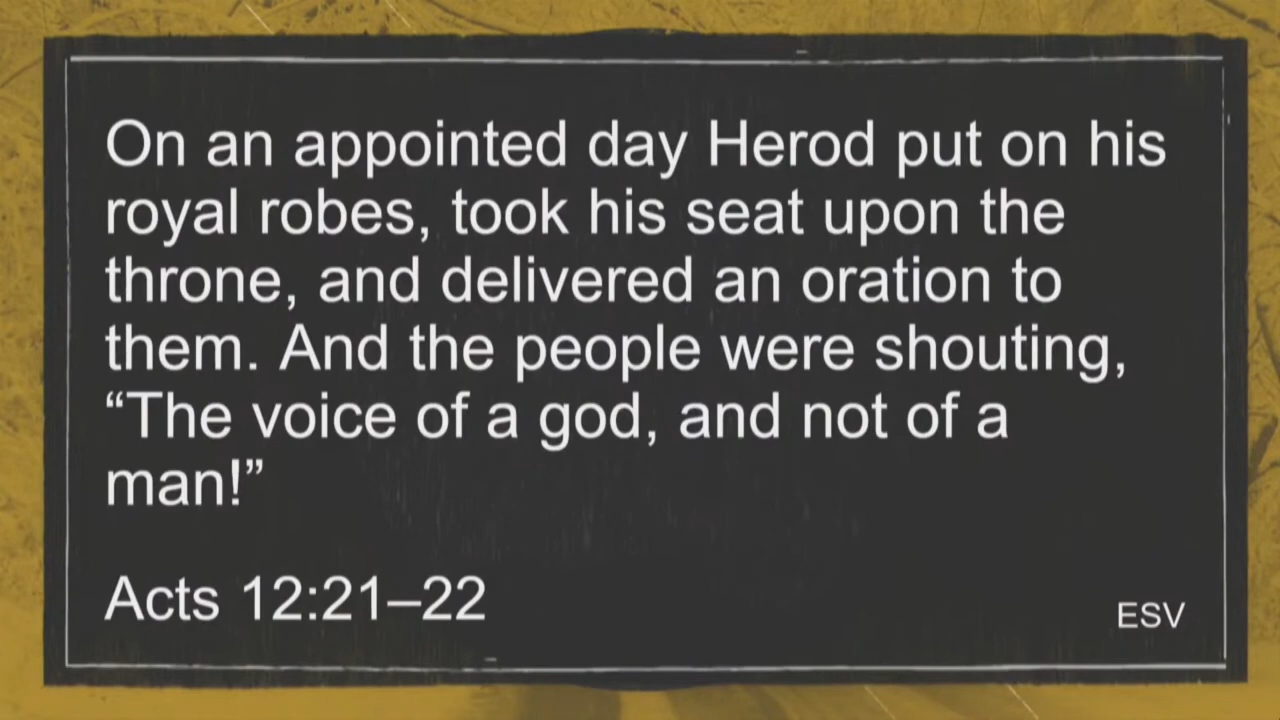 On an appointed day Herod put on his
royal robes, took his seat upon the
throne, and delivered an oration to
them. And the people were shouting,
“The voice of a god, and not of a
man!”
Acts 12:21–22
ESV